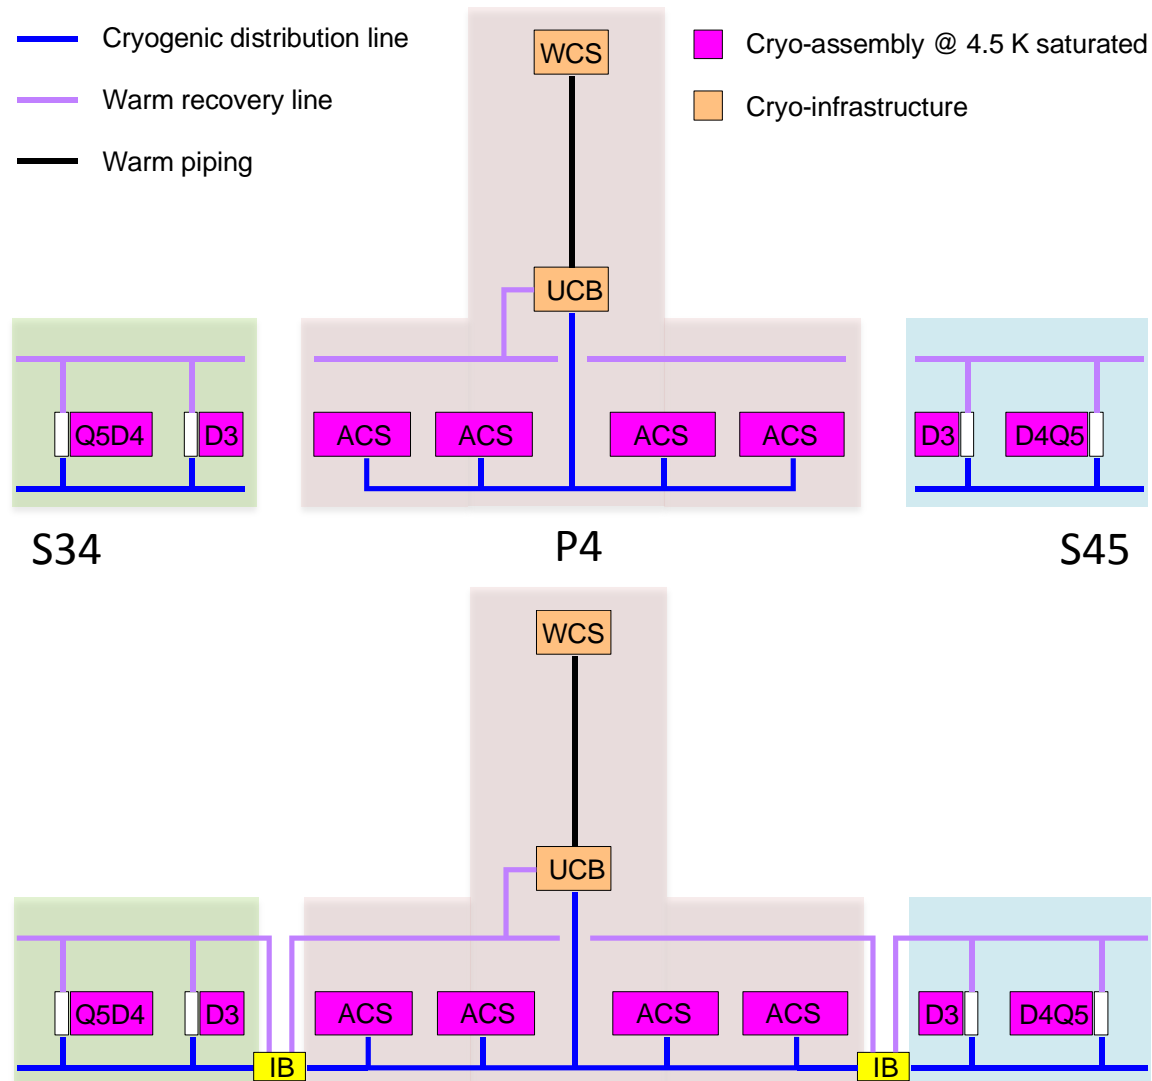 Cryogenic distribution line
Warm recovery line
Warm piping
WCS
Cryo-assembly @ 4.5 K saturated
Cryo-infrastructure
UCB
Q5D4
D3
ACS
ACS
ACS
ACS
D3
D4Q5
S34
P4
S45
WCS
UCB
Q5D4
D3
ACS
ACS
ACS
ACS
D3
D4Q5
IB
IB